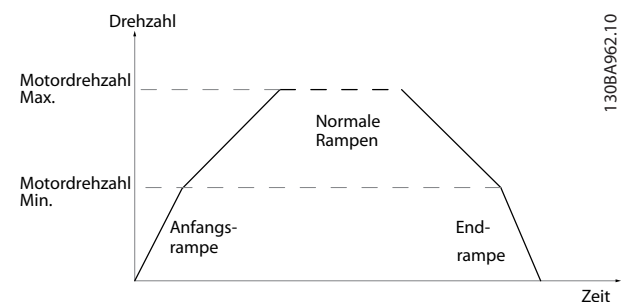 Drehzahl
130BA962.10
Motordrehzahl
Max.
Normale
Rampen
Motordrehzahl
Min.
Anfangs-
rampe
End-
rampe
Zeit